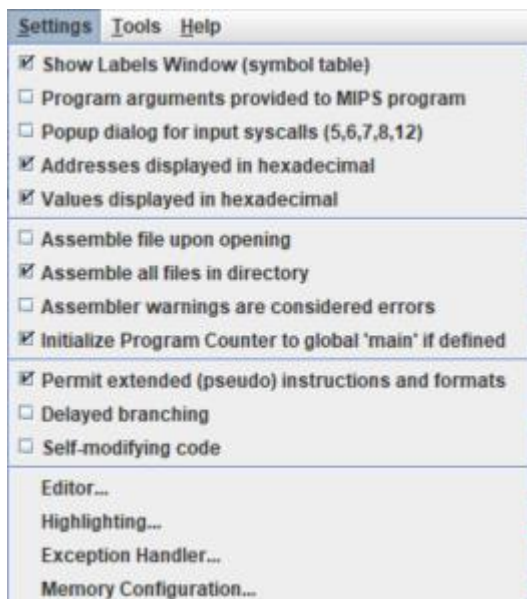 Settings Tools Help
Show Labels Window (symbol table)
Program arguments provided to MIPS program
Popup dialog for input syscalls (5,6,7,8,12)
Addresses displayed in hexadecimal
Values displayed in hexadecimal
Assemble file upon opening
Assemble all files in directory
Assembler warnings are considered errors
Initialize Program Counter to global 'main' if defined
Permit extended (pseudo) instructions and formats
Delayed branching
Self-modifying code
Editor...
Highlighting...
Exception Handler...
Memory Configuration...